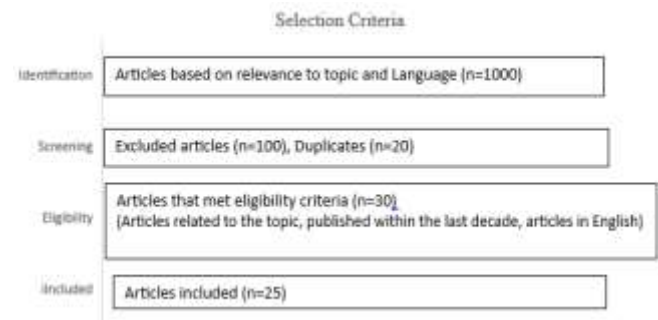 Selection Criteria
Identification
Articles based on relevance to topic and Language (n=1000)
Screening
Excluded articles (n=100), Duplicates (n=20)
Eligibility
Articles that met eligibility criteria (n=30)
(Articles related to the topic, published within the last decade, articles in English)
iIncluded
Articles included (n=25)